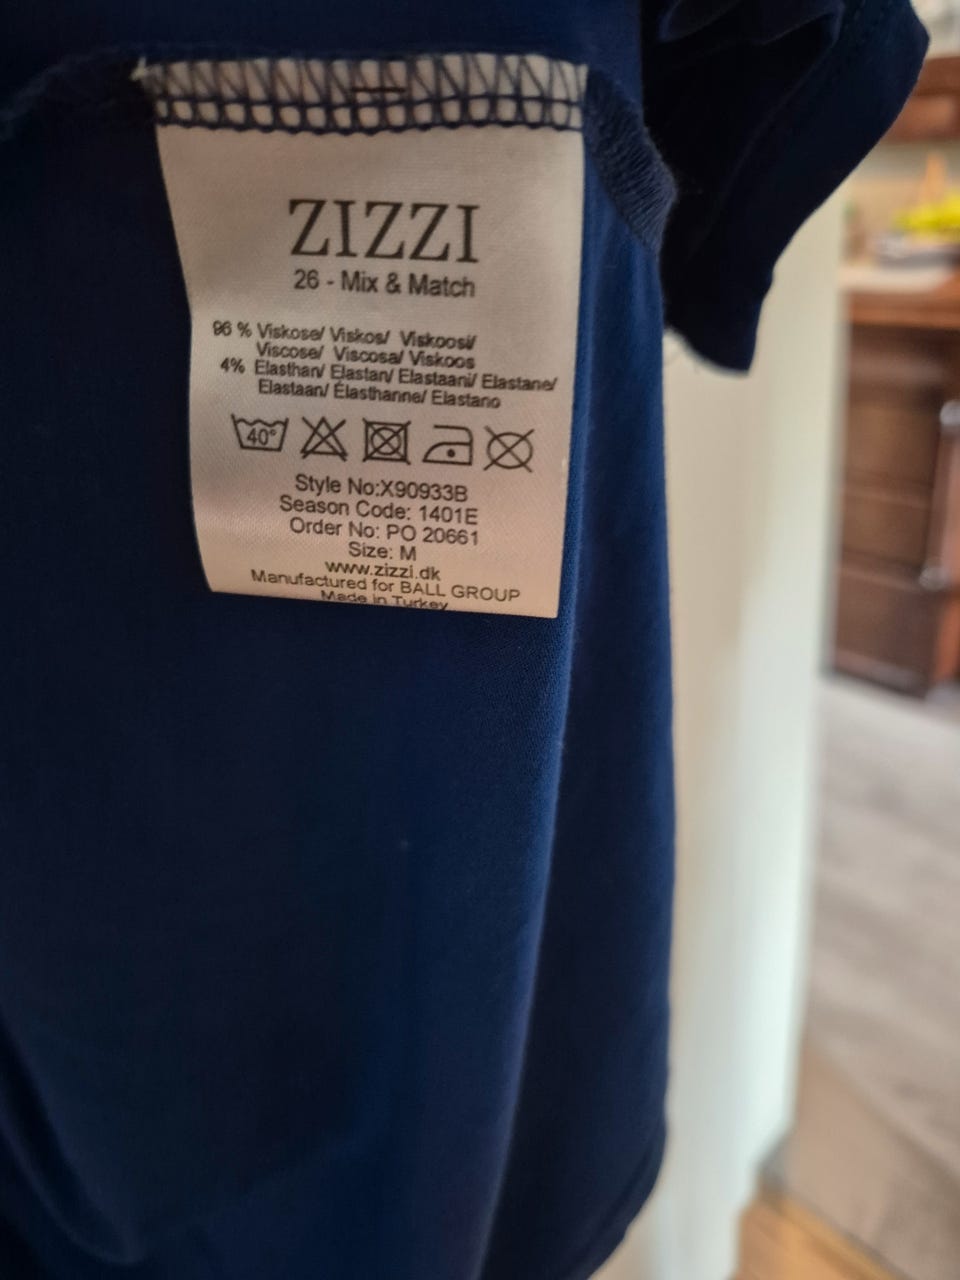 ZIZZI
26 - Mix & Match
96 % Viskose/ Viskos/ Viskoosi/
Viscose/ Viscosa/ Viskoos
4% Elasthan/ Elastan/ Elastaani/ Elastane/
Elastaan/ Élasthanne/ Elastano
40°
Style No:X90933B
Season Code: 1401E
Order No: PO 20661
Size: M
www.zizzi.dk
Manufactured for BALL GROUP
Made in Turkey